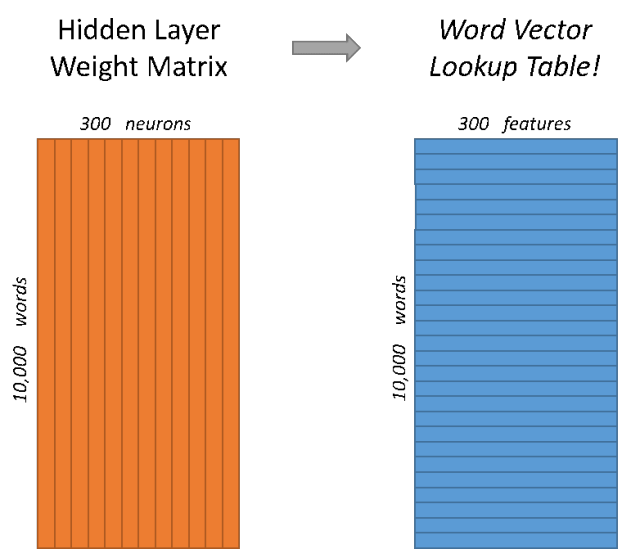 Hidden Layer
Weight Matrix
Word Vector
Lookup Table!
300 neurons
300 features
10,000 words
10,000 words